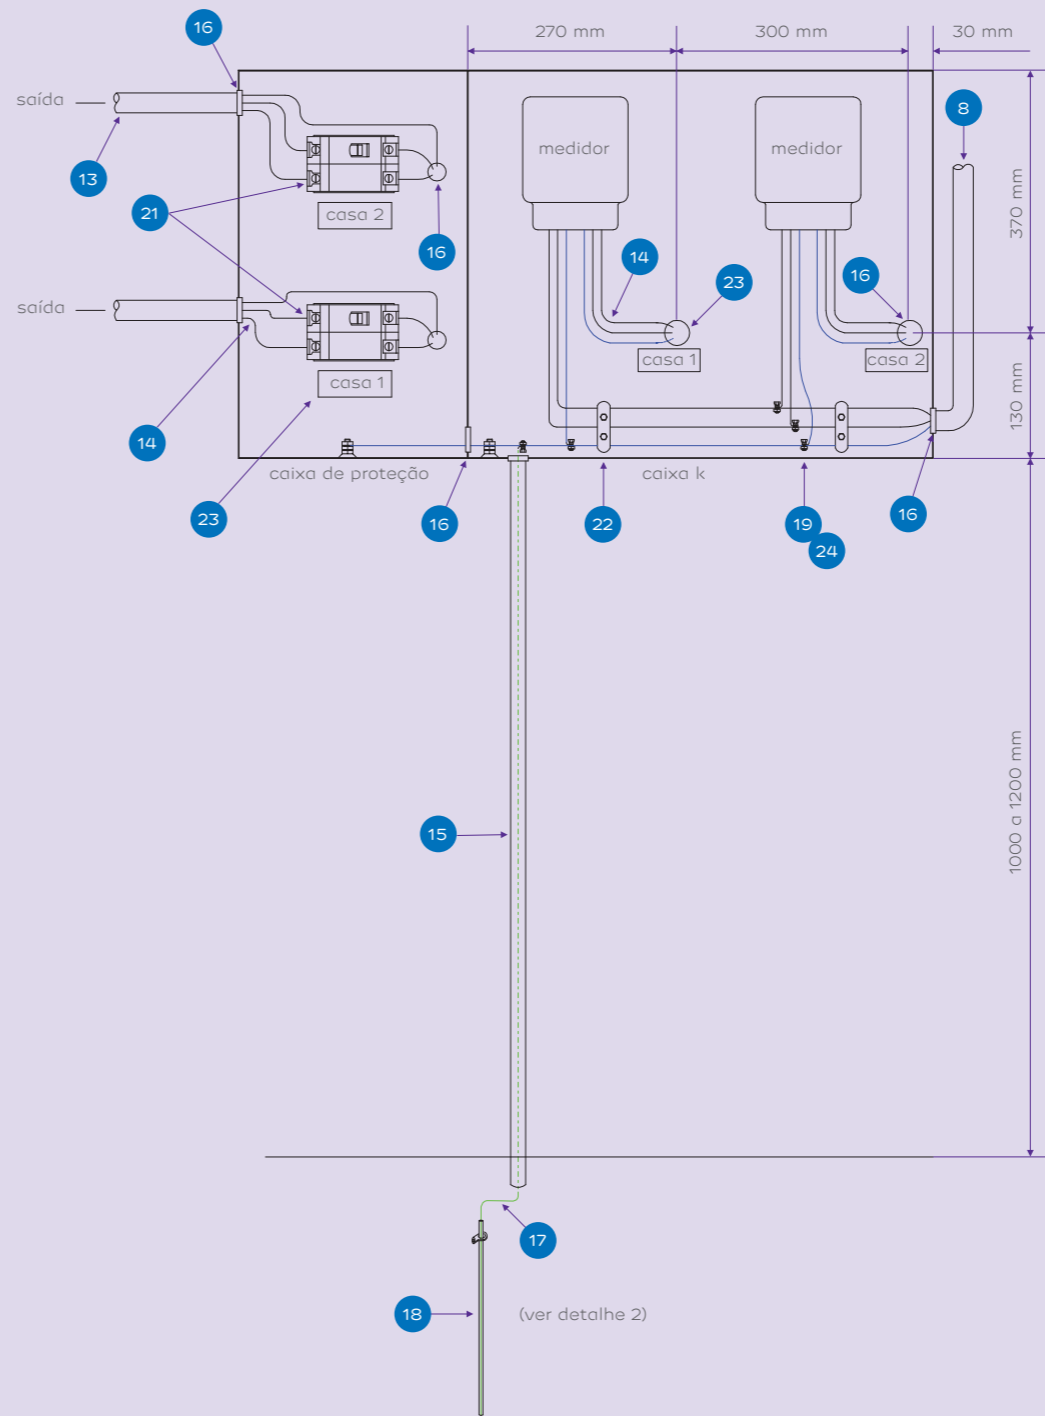 16
270 mm
300 mm
30 mm
saída
8
medidor
medidor
13
21
casa 2
16
370 mm
14
23
16
saída
casa 1
casa 2
casa 1
130 mm
14
caixa de proteção
caixa k
23
16
22
19
24
16
15
1000 a 1200 mm
17
18
(ver detalhe 2)